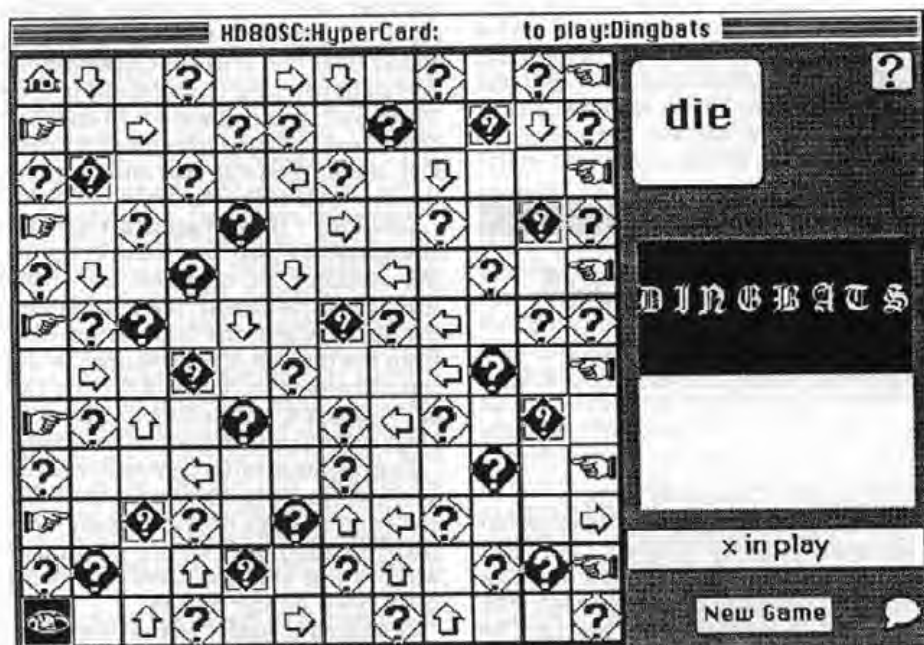 HD80SC:HyperCard: to play:Dingbats
die
?
DINGBATS
x in play
New Game